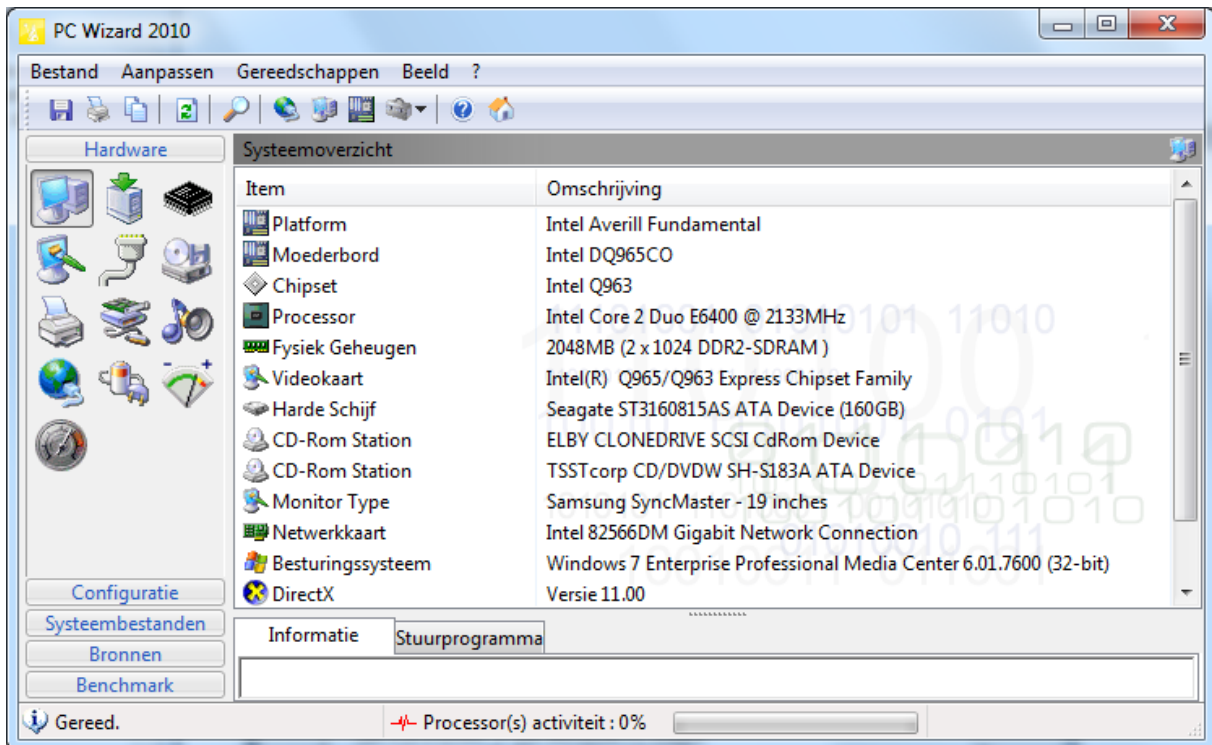 PC Wizard 2010
Bestand Aanpassen Gereedschappen Beeld ?
Hardware
Systeemoverzicht
Item Omschrijving
Platform Intel Averill Fundamental
Moederbord Intel DQ965CO
Chipset Intel Q963
Processor Intel Core 2 Duo E6400 @ 2133MHz
Fysiek Geheugen 2048MB (2 x 1024 DDR2-SDRAM )
Videokaart Intel(R) Q965/Q963 Express Chipset Family
Harde Schijf Seagate ST3160815AS ATA Device (160GB)
CD-Rom Station ELBY CLONEDRIVE SCSI CdRom Device
CD-Rom Station TSSTcorp CD/DVDW SH-S183A ATA Device
Monitor Type Samsung SyncMaster - 19 inches
Netwerkkaart Intel 82566DM Gigabit Network Connection
Besturingssysteem Windows 7 Enterprise Professional Media Center 6.01.7600 (32-bit)
DirectX Versie 11.00
Configuratie
Systeembestanden
Bronnen
Benchmark
Informatie Stuurprogramma
Gereed. Processor(s) activiteit : 0%